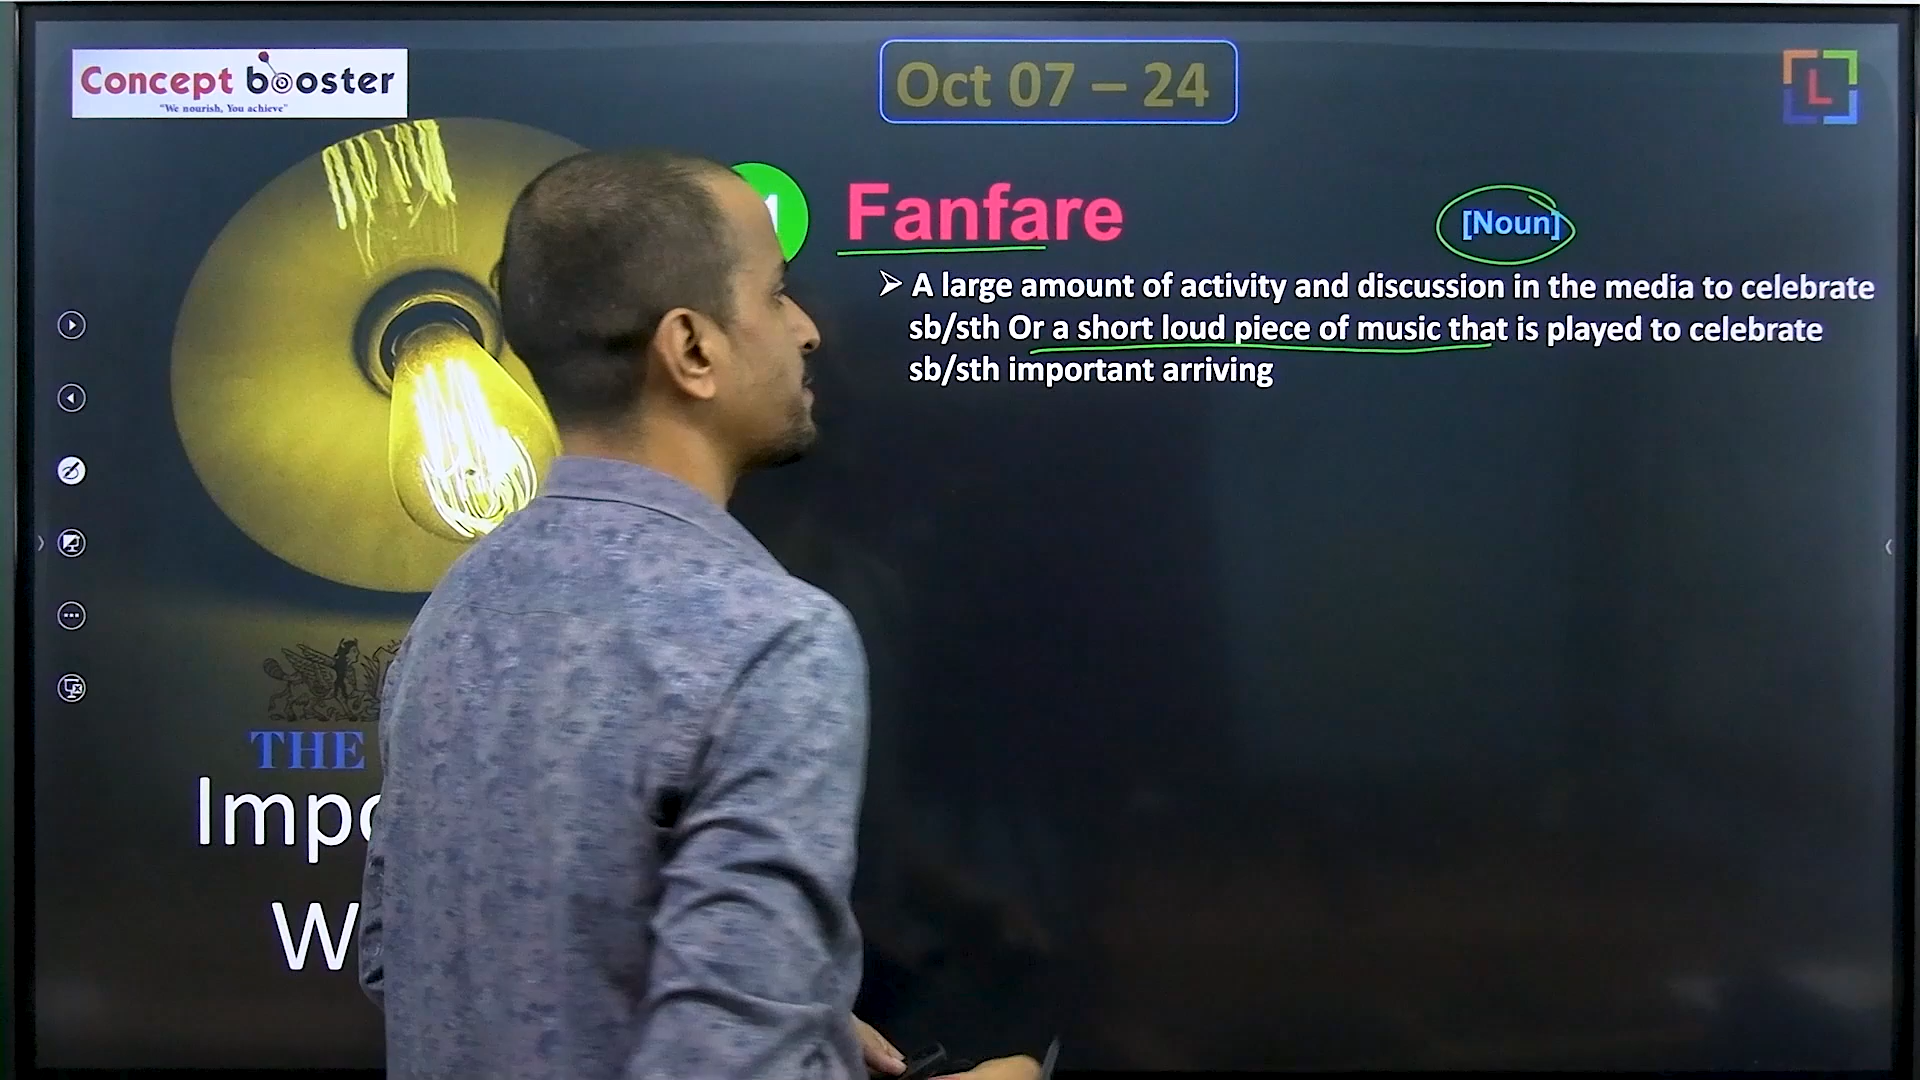 Concept booster
"We nourish, You achieve"
Oct 07 – 24
L
Fanfare
[Noun]
A large amount of activity and discussion in the media to celebrate
sb/sth Or a short loud piece of music that is played to celebrate
sb/sth important arriving
THE